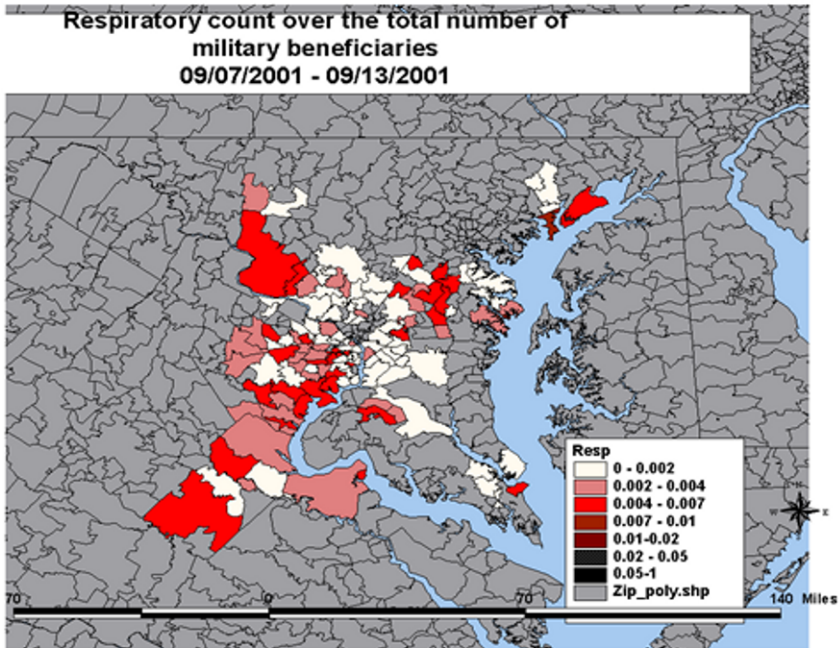 Respiratory count over the total number of
military beneficiaries
09/07/2001 - 09/13/2001
Resp
0 - 0.002
0.002 - 0.004
0.004 - 0.007
0.007 - 0.01
0.01-0.02
0.02 - 0.05
0.05-1
Zip_poly.shp
W E
70 0 70 140 Miles